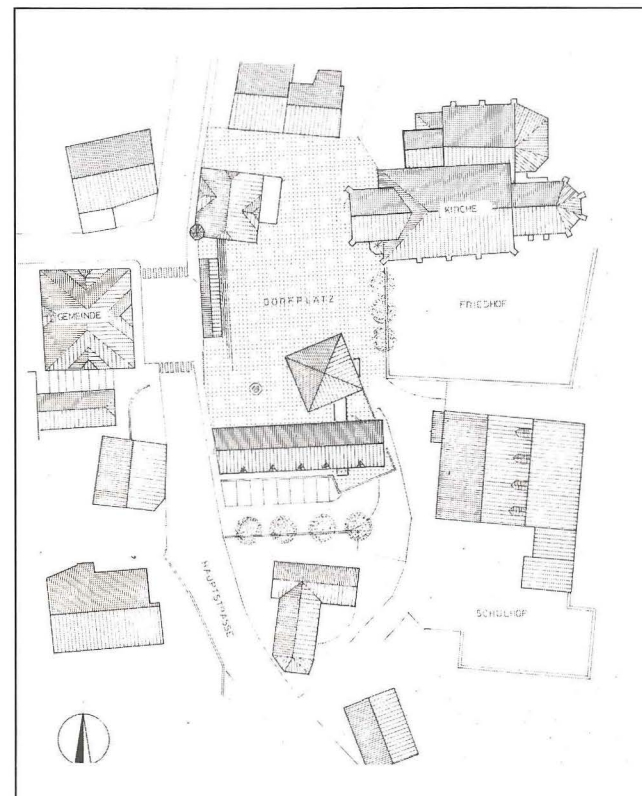 KIRCHE
DORFPLATZ
FRIEDHOF
GEMEINDE
HAUPTSTRASSE
SCHULHOF